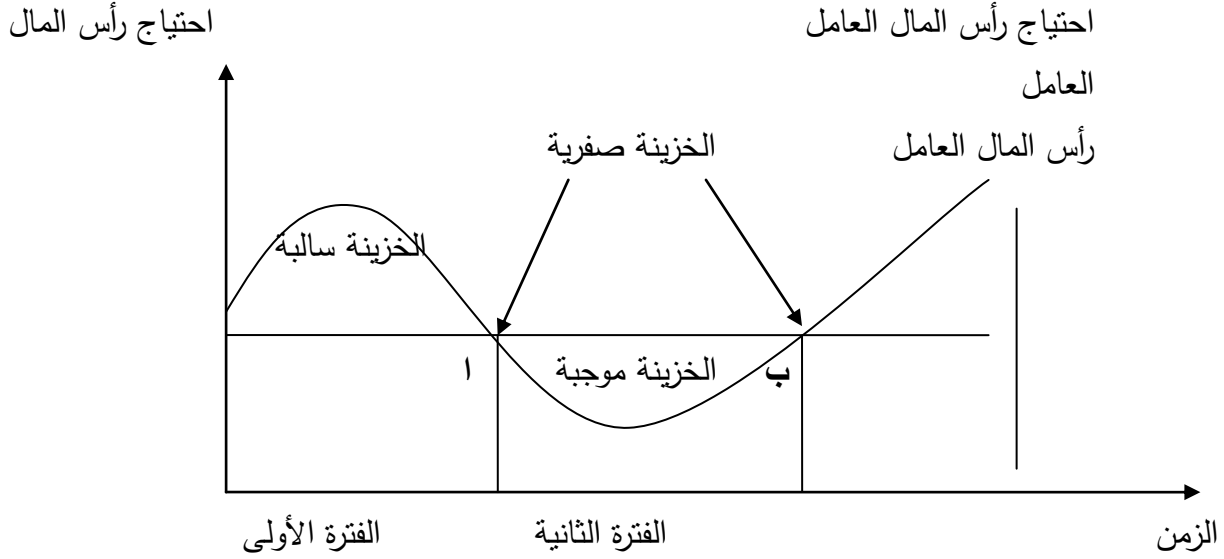 احتياج رأس المال العامل
احتياج رأس المال
العامل
رأس المال العامل
الخزينة صفرية
الخزينة سالبة
الخزينة موجبة
ا
ب
الفترة الأولى
الفترة الثانية
الزمن